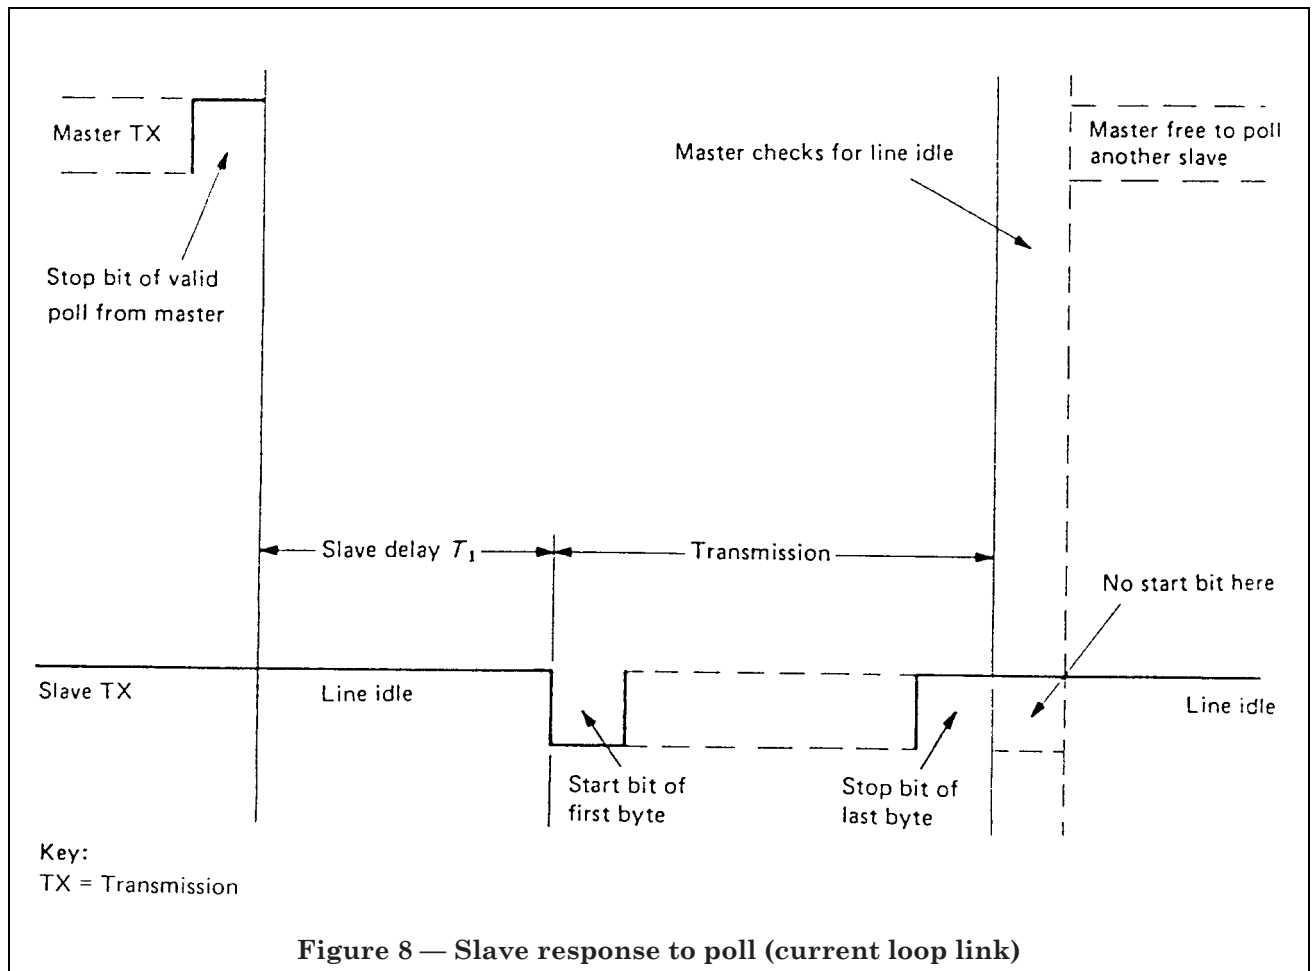 Master TX
Master free to poll
another slave
Master checks for line idle
Stop bit of valid
poll from master
Slave delay T1
Transmission
No start bit here
Slave TX
Line idle
Line idle
Start bit of
first byte
Stop bit of
last byte
Key:
TX = Transmission
Figure 8 — Slave response to poll (current loop link)